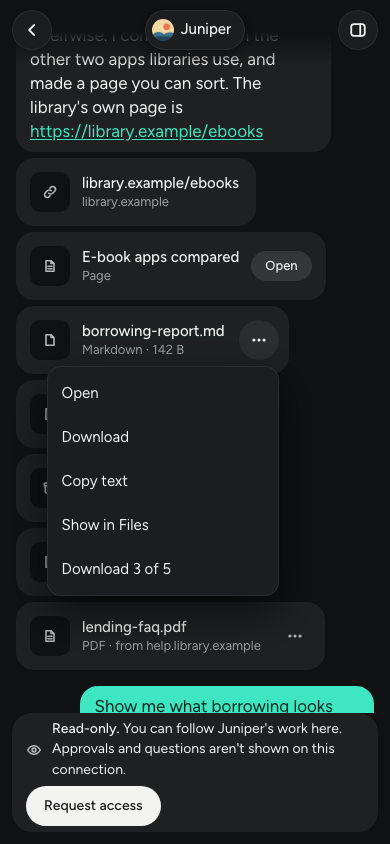 Juniper
other two apps libraries use, and
made a page you can sort. The
library's own page is
https://library.example/ebooks
library.example/ebooks
library.example
E-book apps compared
Page
Open
borrowing-report.md
Markdown · 142 B
Open
Download
Copy text
Show in Files
Download 3 of 5
lending-faq.pdf
PDF · from help.library.example
Show me what borrowing looks
Read-only. You can follow Juniper's work here.
Approvals and questions aren't shown on this
connection.
Request access